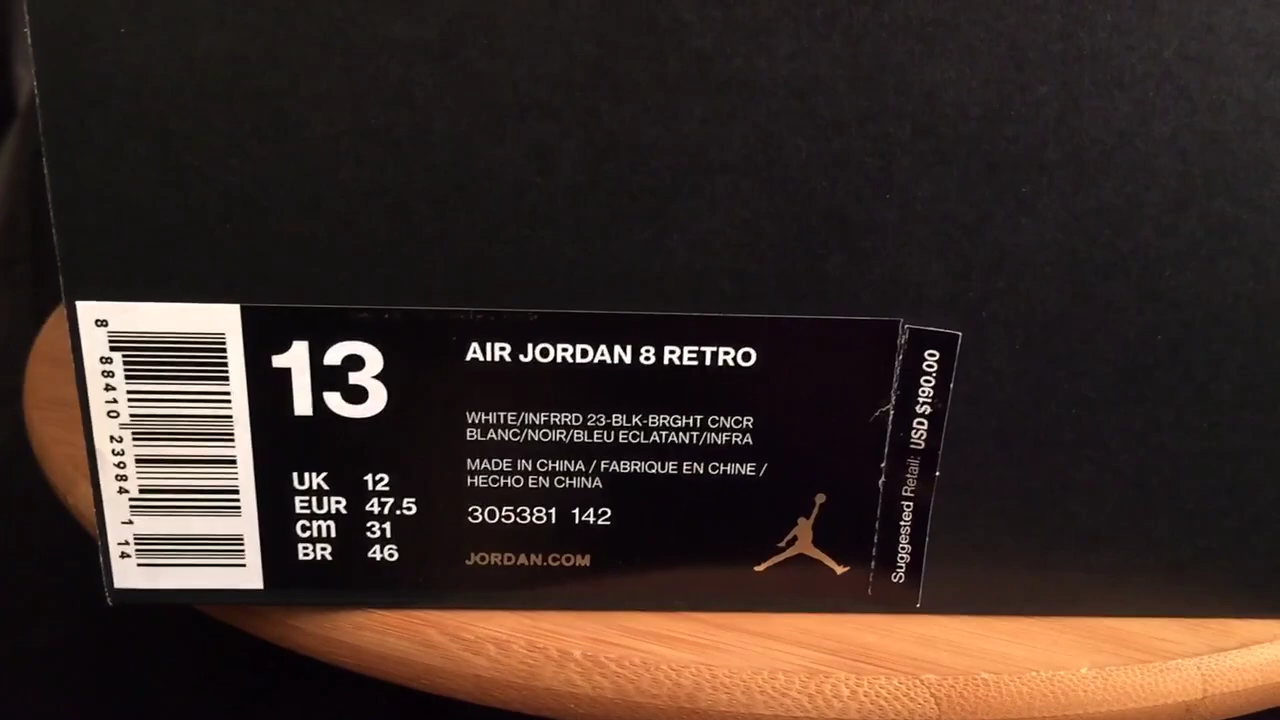 8 88410 23984 1 14
13
UK 12
EUR 47.5
cm 31
BR 46
AIR JORDAN 8 RETRO
WHITE/INFRRD 23-BLK-BRGHT CNCR
BLANC/NOIR/BLEU ECLATANT/INFRA
MADE IN CHINA / FABRIQUE EN CHINE /
HECHO EN CHINA
305381 142
JORDAN.COM
Suggested Retail: USD $190.00